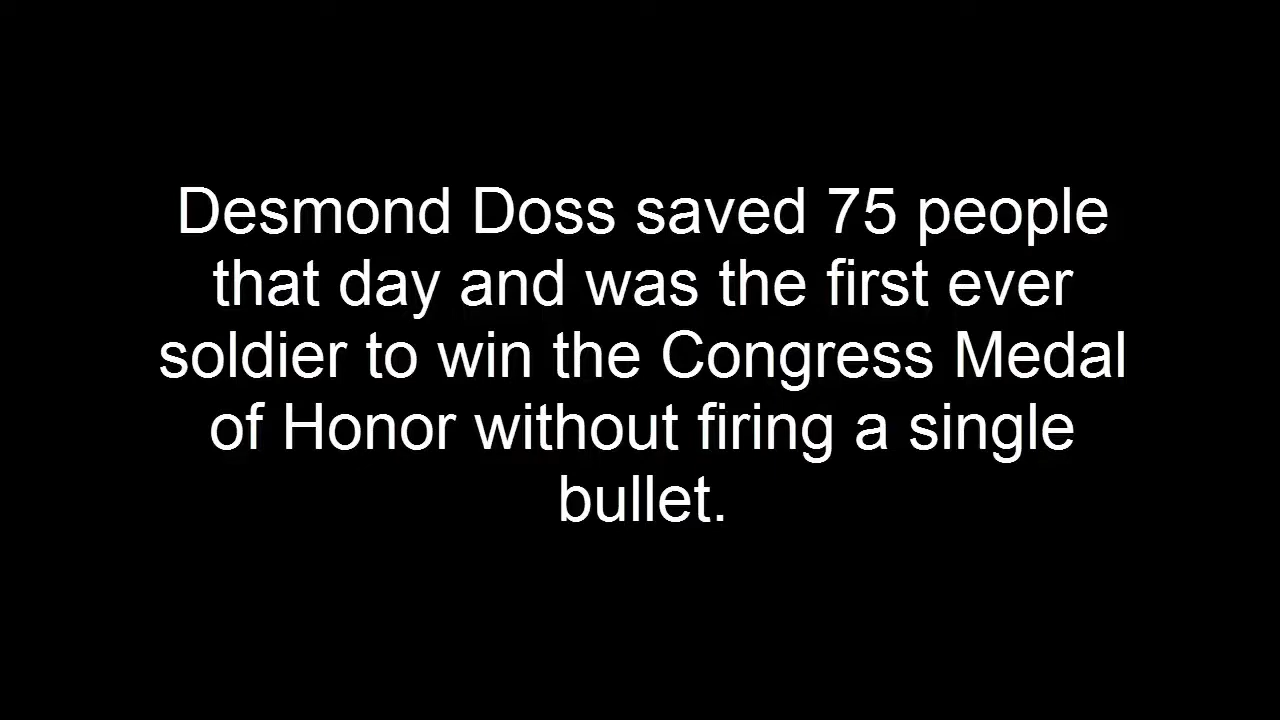 Desmond Doss saved 75 people
that day and was the first ever
soldier to win the Congress Medal
of Honor without firing a single
bullet.